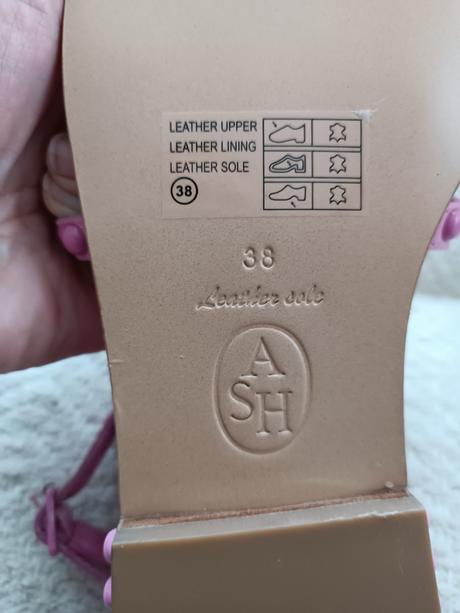 LEATHER UPPER
LEATHER LINING
LEATHER SOLE
38
38
Leather sole
A
SH